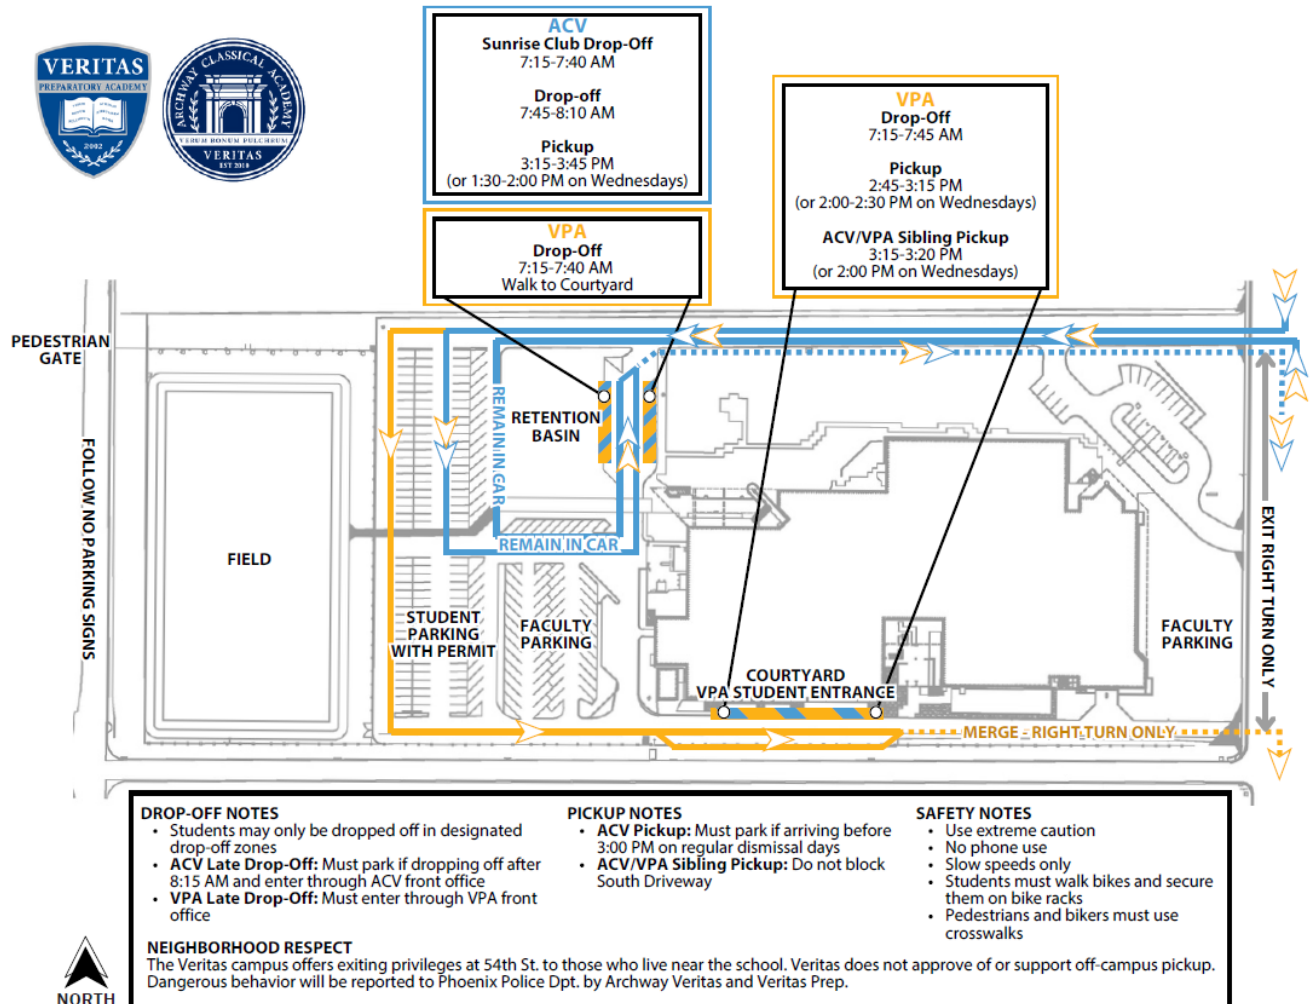 VERITAS
PREPARATORY ACADEMY
2002
ARCHWAY CLASSICAL ACADEMY
VERUM BONUM PULCHRUM
VERITAS
EST 2010
ACV
Sunrise Club Drop-Off
7:15-7:40 AM
Drop-off
7:45-8:10 AM
Pickup
3:15-3:45 PM
(or 1:30-2:00 PM on Wednesdays)
VPA
Drop-Off
7:15-7:40 AM
Walk to Courtyard
VPA
Drop-Off
7:15-7:45 AM
Pickup
2:45-3:15 PM
(or 2:00-2:30 PM on Wednesdays)
ACV/VPA Sibling Pickup
3:15-3:20 PM
(or 2:00 PM on Wednesdays)
PEDESTRIAN
GATE
FOLLOW NO PARKING SIGNS
FIELD
REMAIN IN CAR
RETENTION
BASIN
REMAIN IN CAR
STUDENT
PARKING
WITH PERMIT
FACULTY
PARKING
COURTYARD
VPA STUDENT ENTRANCE
FACULTY
PARKING
EXIT RIGHT TURN ONLY
MERGE - RIGHT TURN ONLY
DROP-OFF NOTES
• Students may only be dropped off in designated
drop-off zones
• ACV Late Drop-Off: Must park if dropping off after
8:15 AM and enter through ACV front office
• VPA Late Drop-Off: Must enter through VPA front
office
PICKUP NOTES
• ACV Pickup: Must park if arriving before
3:00 PM on regular dismissal days
• ACV/VPA Sibling Pickup: Do not block
South Driveway
SAFETY NOTES
• Use extreme caution
• No phone use
• Slow speeds only
• Students must walk bikes and secure
them on bike racks
• Pedestrians and bikers must use
crosswalks
NEIGHBORHOOD RESPECT
The Veritas campus offers exiting privileges at 54th St. to those who live near the school. Veritas does not approve of or support off-campus pickup.
Dangerous behavior will be reported to Phoenix Police Dpt. by Archway Veritas and Veritas Prep.
NORTH